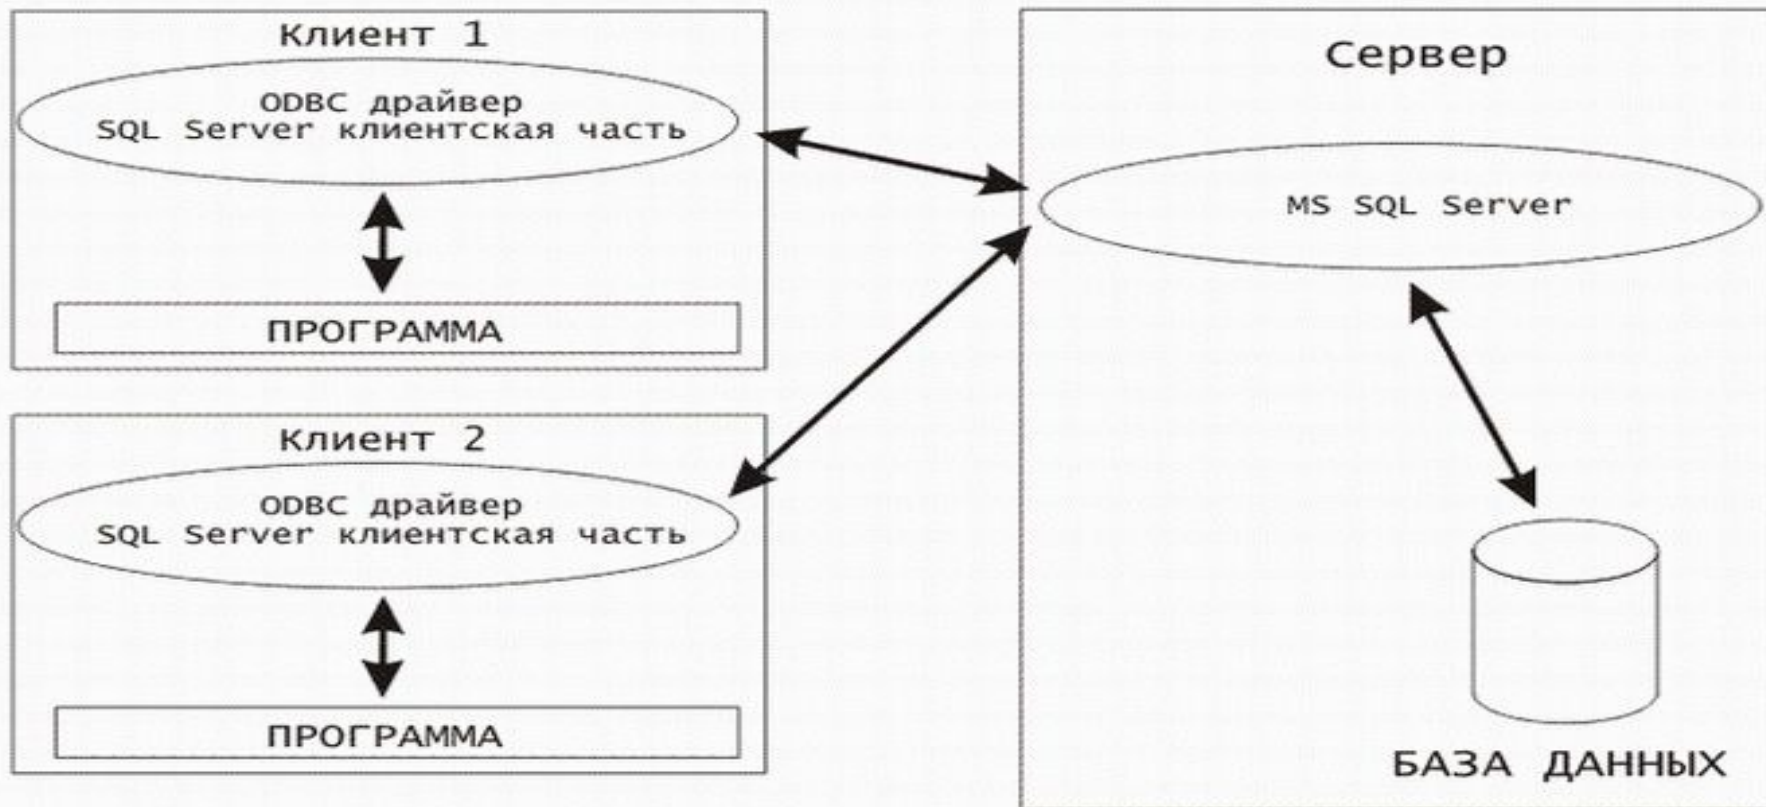 Клиент 1
ODBC драйвер
SQL Server клиентская часть
ПРОГРАММА
Клиент 2
ODBC драйвер
SQL Server клиентская часть
ПРОГРАММА
Сервер
MS SQL Server
БАЗА ДАННЫХ